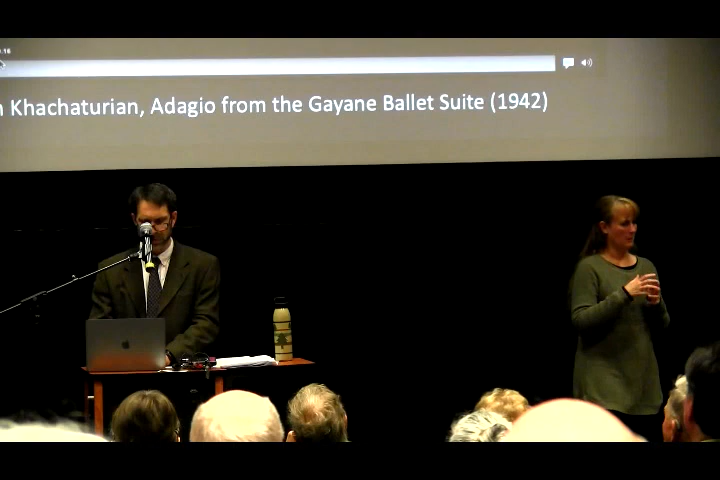 n Khachaturian, Adagio from the Gayane Ballet Suite (1942)